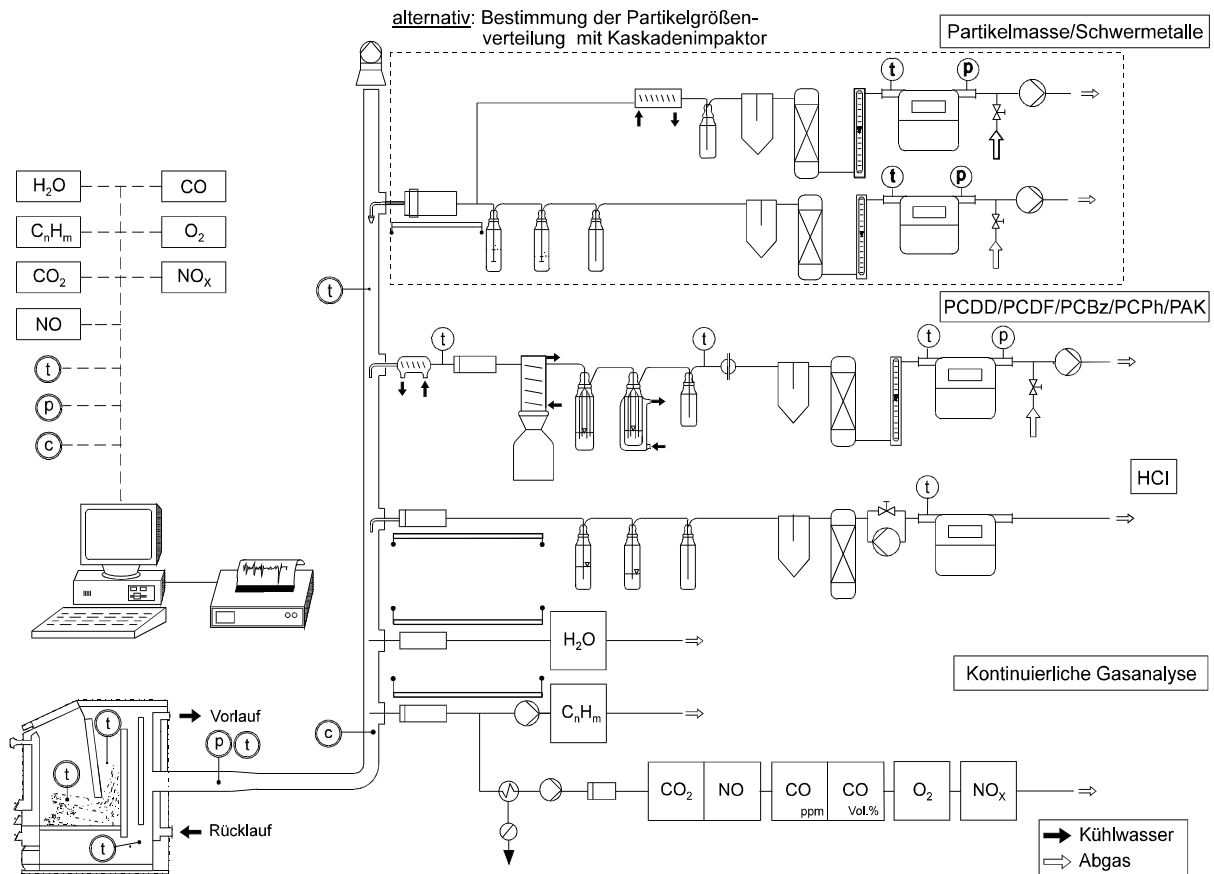 alternativ: Bestimmung der Partikelgrößen-
verteilung mit Kaskadenimpaktor
Partikelmasse/Schwermetalle
t
p
t
p
H₂O
CO
CₙHₘ
O₂
CO₂
NOₓ
NO
t
p
c
t
PCDD/PCDF/PCBz/PCPh/PAK
t
t
t
p
HCl
t
H₂O
Kontinuierliche Gasanalyse
CₙHₘ
c
Vorlauf
p
t
t
t
t
Rücklauf
CO₂
NO
CO
ppm
CO
Vol.%
O₂
NOₓ
Kühlwasser
Abgas